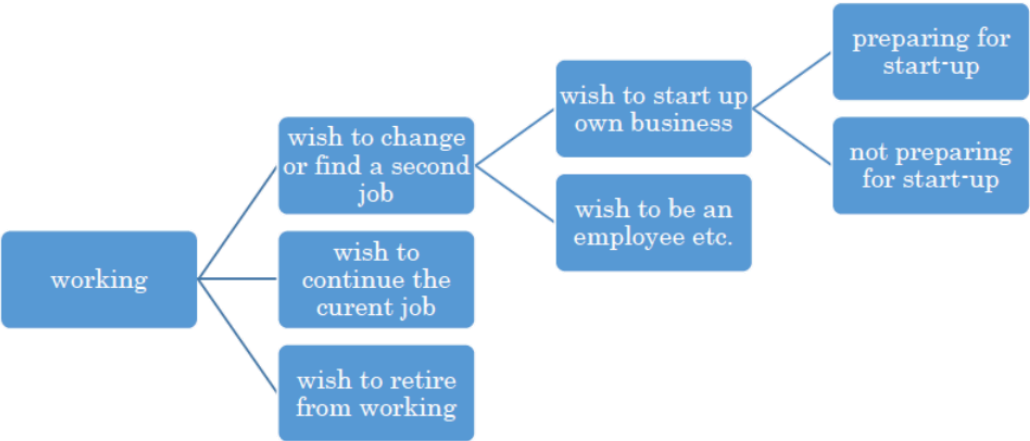 working
wish to change
or find a second
job
wish to
continue the
curent job
wish to retire
from working
wish to start up
own business
wish to be an
employee etc.
preparing for
start-up
not preparing
for start-up